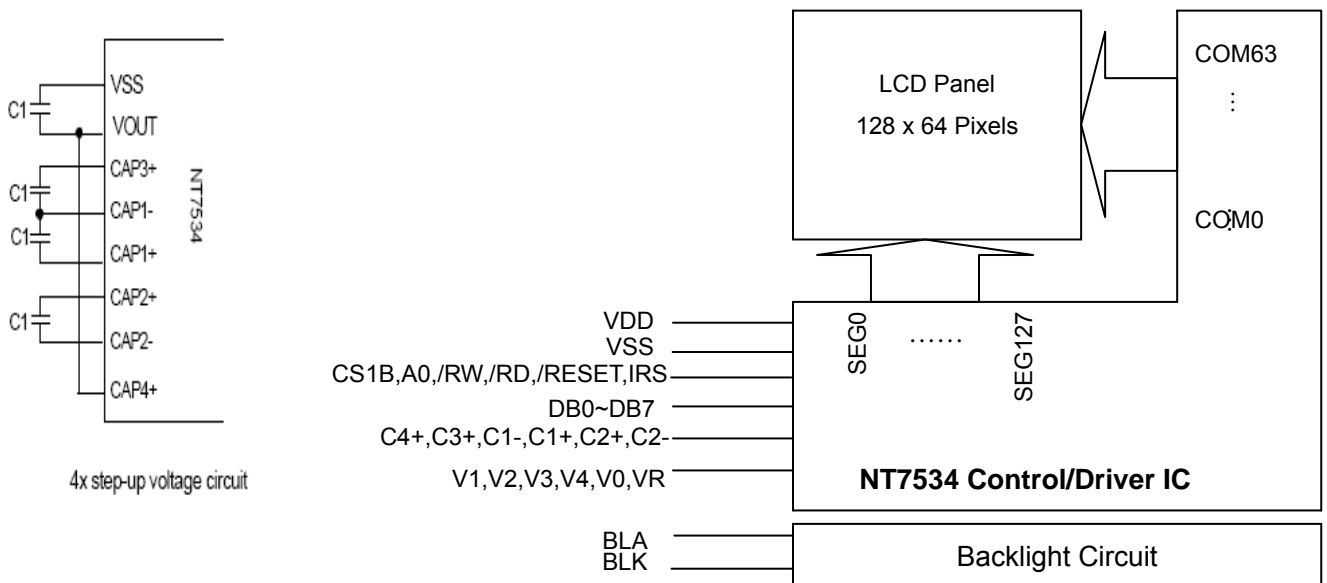 VSS
C1
VOUT
CAP3+
C1
CAP1-
C1
CAP1+
CAP2+
C1
CAP2-
CAP4+
NT7534
4x step-up voltage circuit
LCD Panel
128 x 64 Pixels
COM63
⋮
COM0
⋮
SEG0
……
SEG127
VDD
VSS
CS1B,A0,/RW,/RD,/RESET,IRS
DB0~DB7
C4+,C3+,C1-,C1+,C2+,C2-
V1,V2,V3,V4,V0,VR
NT7534 Control/Driver IC
BLA
BLK
Backlight Circuit